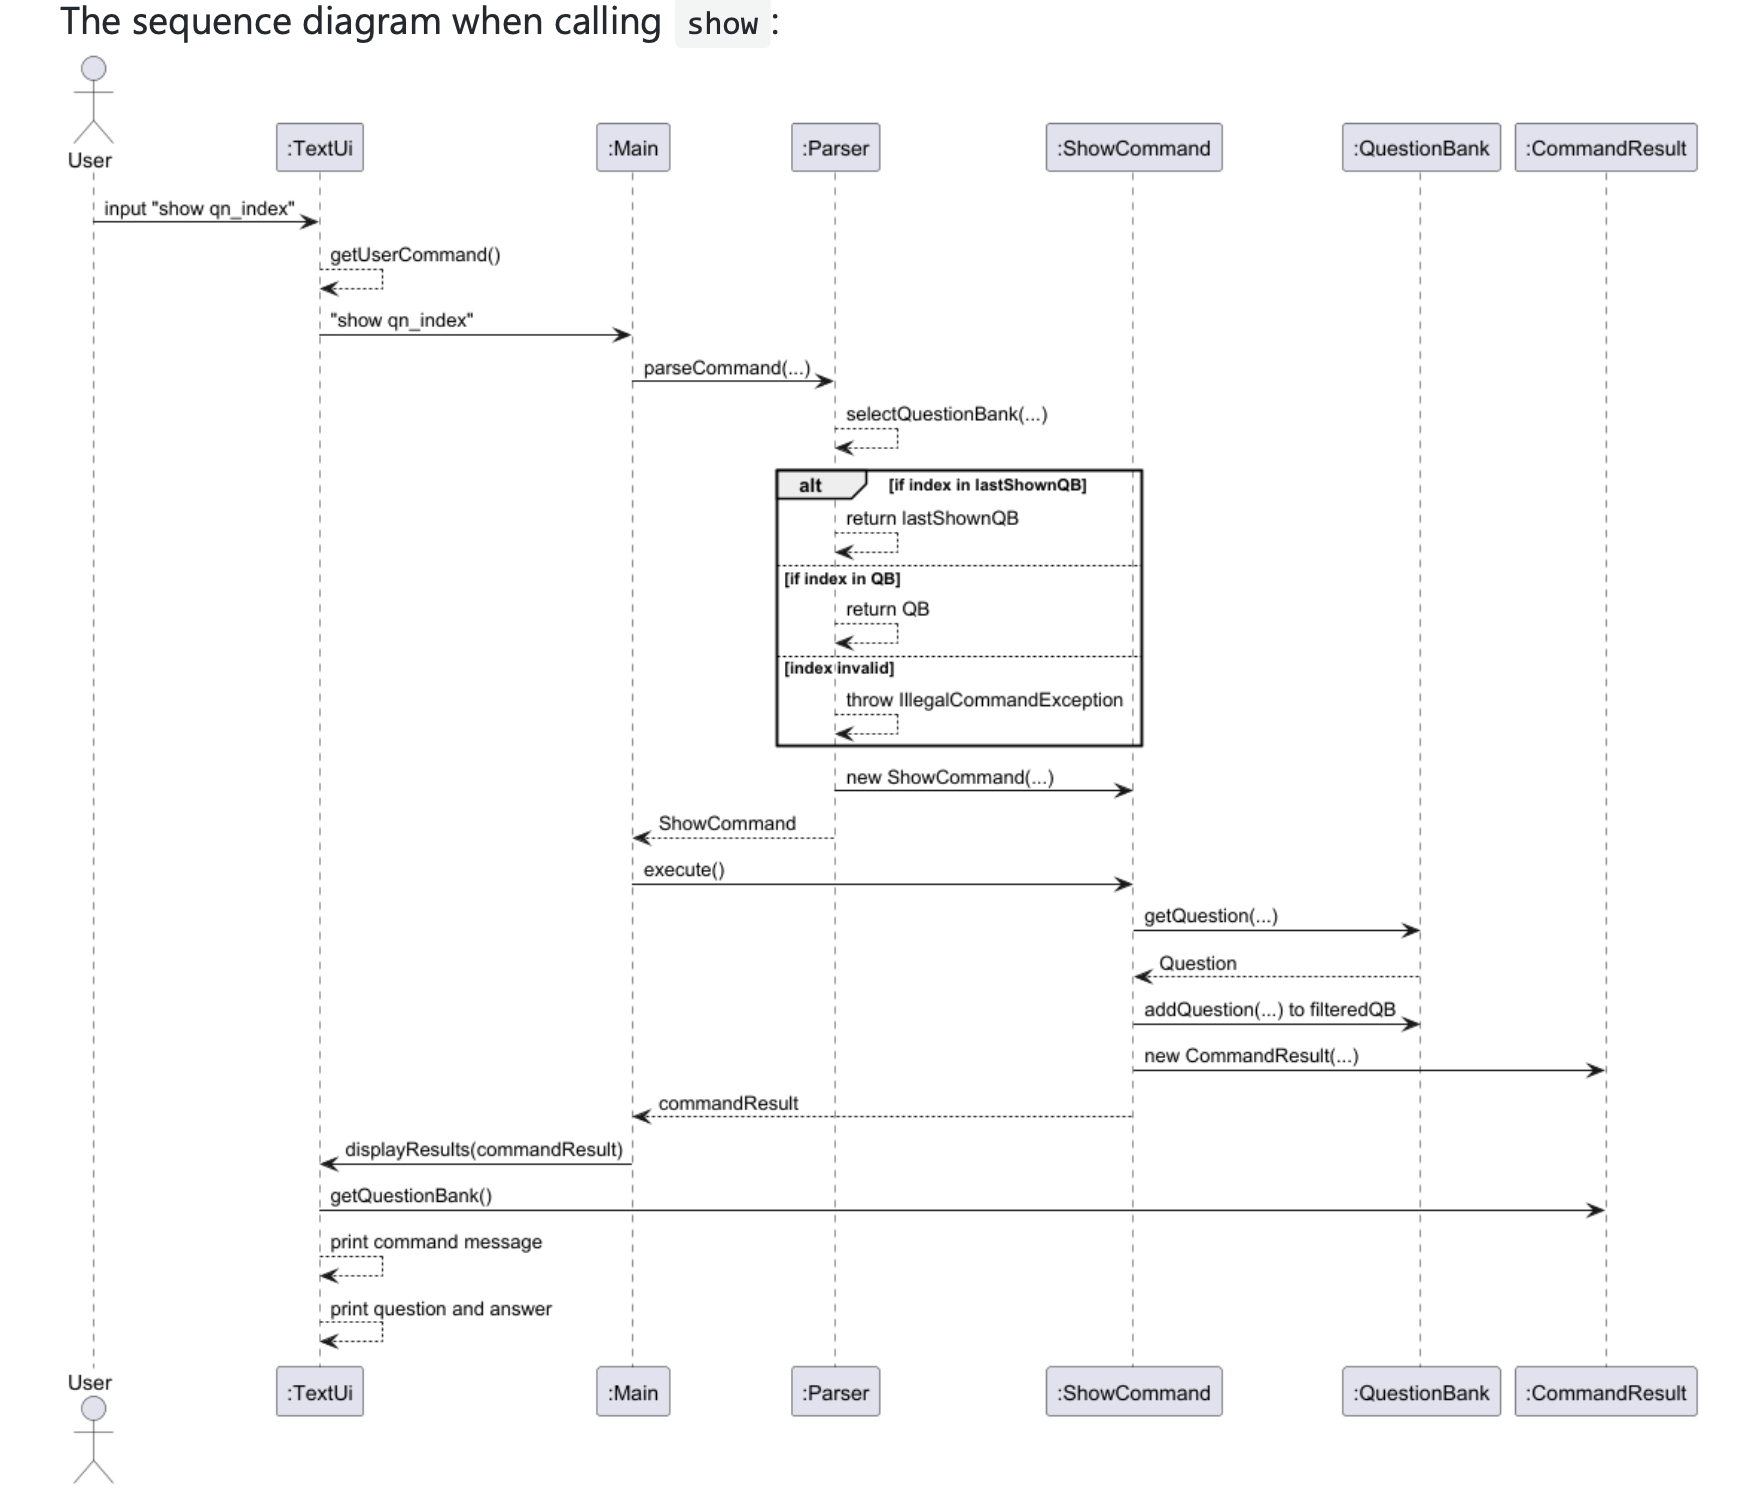 The sequence diagram when calling show :
User
:TextUi
:Main
:Parser
:ShowCommand
:QuestionBank
:CommandResult
input "show qn_index"
getUserCommand()
"show qn_index"
parseCommand(...)
selectQuestionBank(...)
alt
[if index in lastShownQB]
return lastShownQB
[if index in QB]
return QB
[index invalid]
throw IllegalCommandException
new ShowCommand(...)
ShowCommand
execute()
getQuestion(...)
Question
addQuestion(...) to filteredQB
new CommandResult(...)
commandResult
displayResults(commandResult)
getQuestionBank()
print command message
print question and answer
User
:TextUi
:Main
:Parser
:ShowCommand
:QuestionBank
:CommandResult